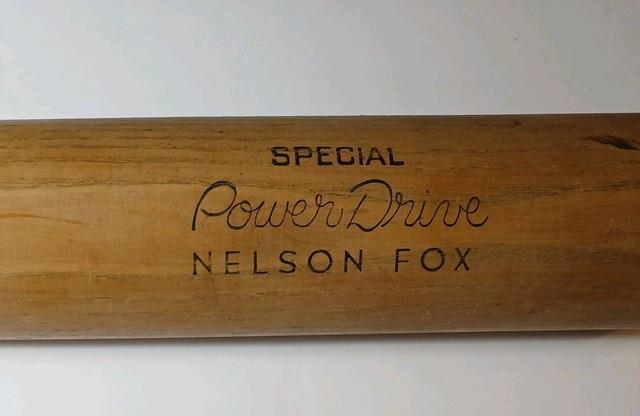 SPECIAL
Power Drive
NELSON FOX